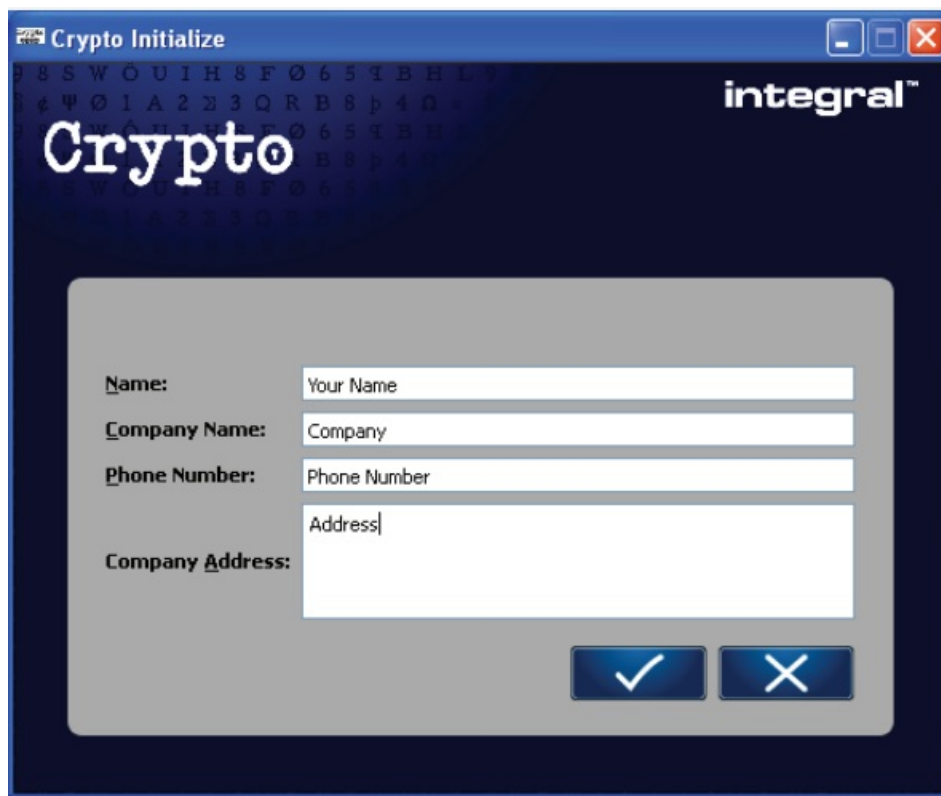 Crypto Initialize
integral™
Crypto
Name: Your Name
Company Name: Company
Phone Number: Phone Number
Company Address: Address